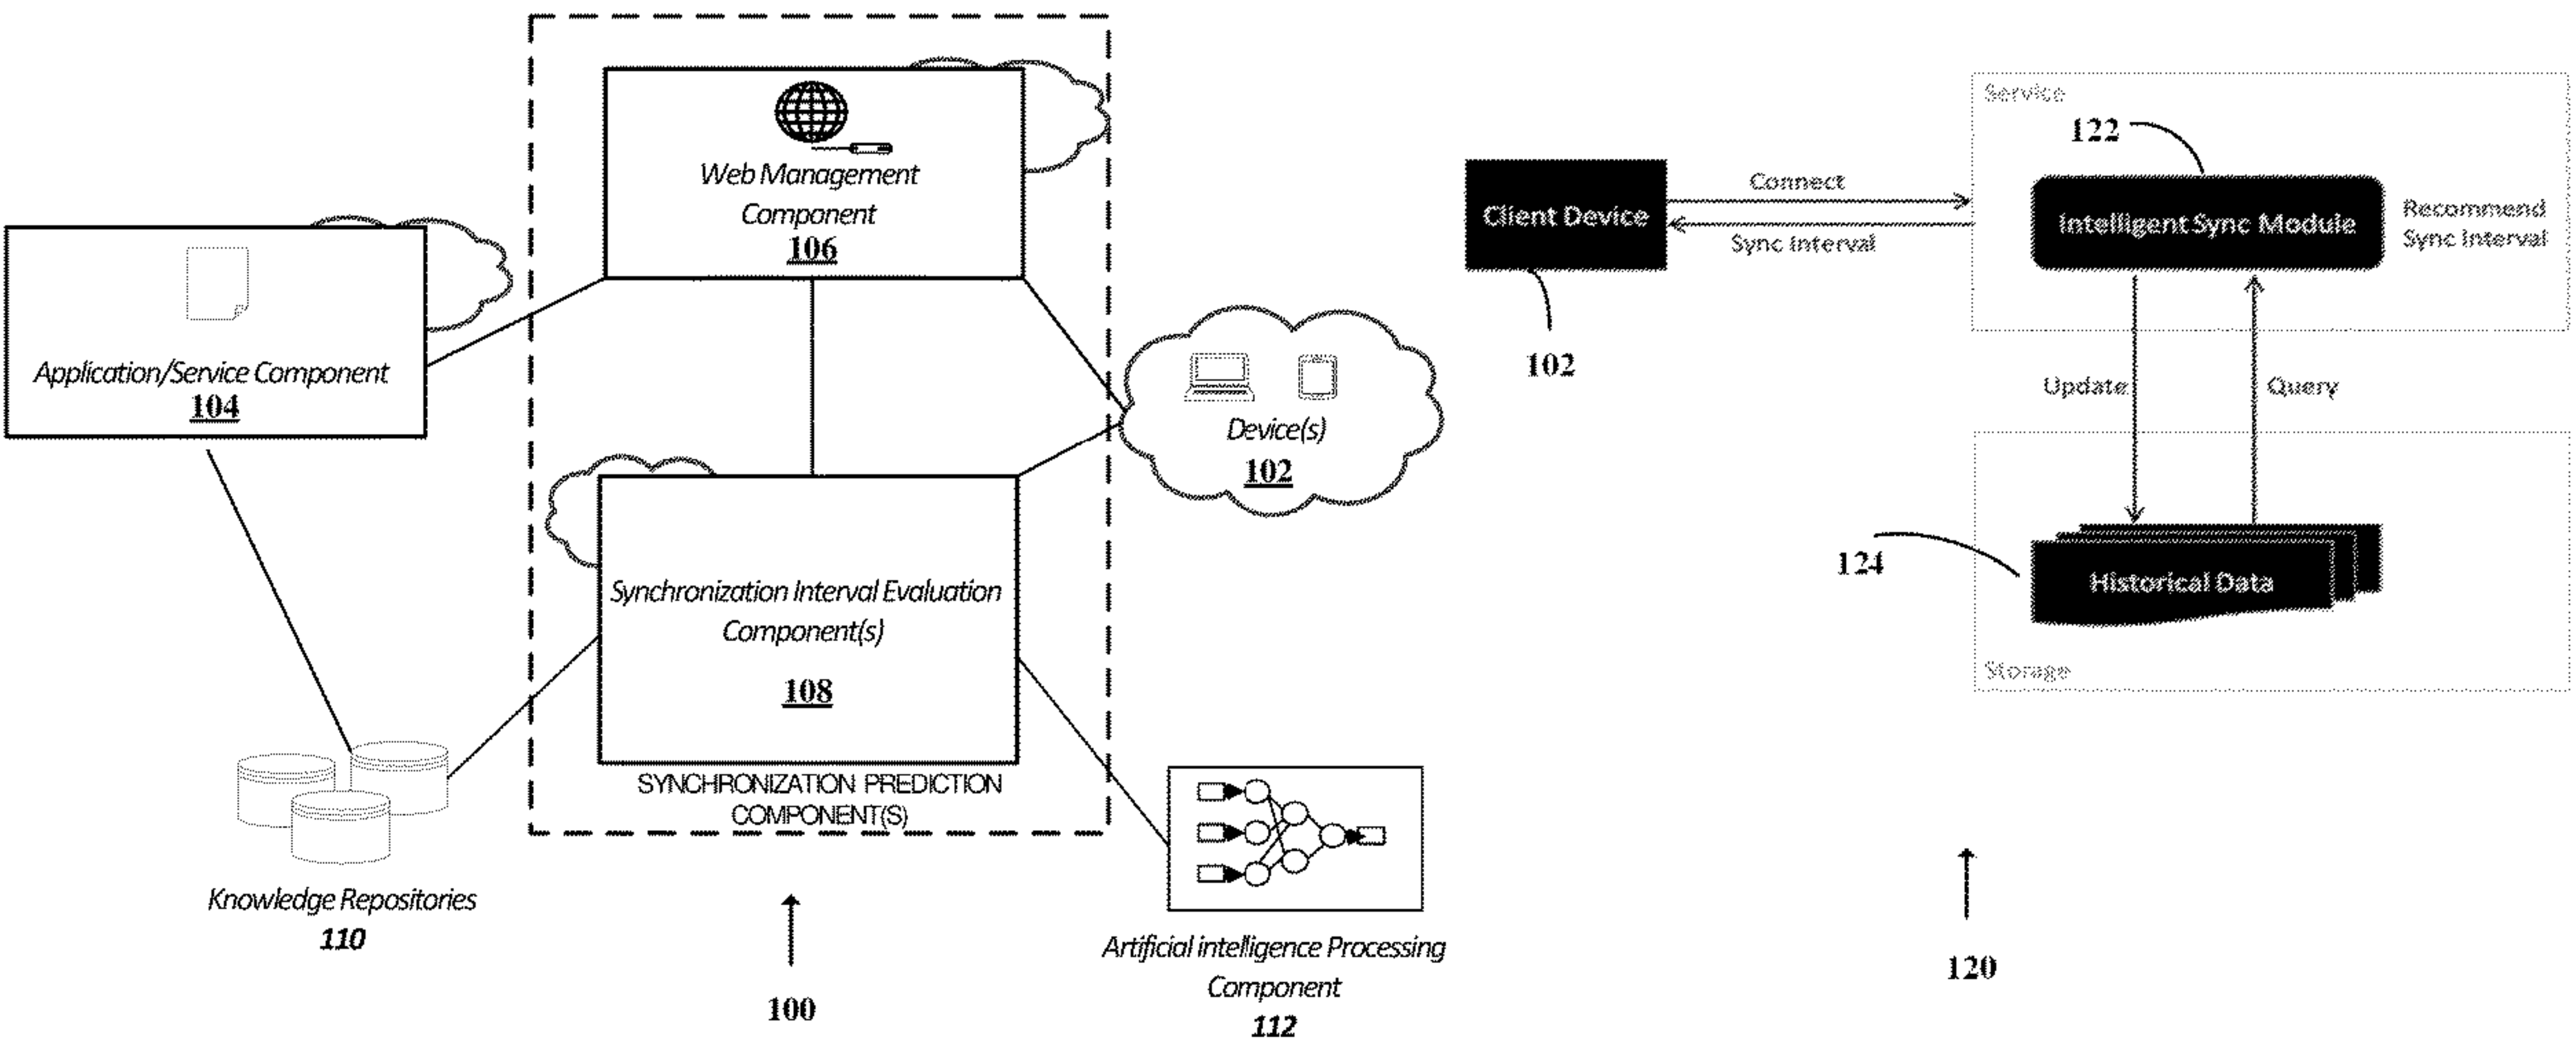 Web Management
Component
106
Application/Service Component
104
Device(s)
102
Synchronization Interval Evaluation
Component(s)
108
SYNCHRONIZATION PREDICTION
COMPONENT(S)
Knowledge Repositories
110
100
Artificial intelligence Processing
Component
112
Service
122
Connect
Client Device
Intelligent Sync Module
Recommend
Sync Interval
Sync Interval
102
Update
Query
124
Historical Data
Storage
120